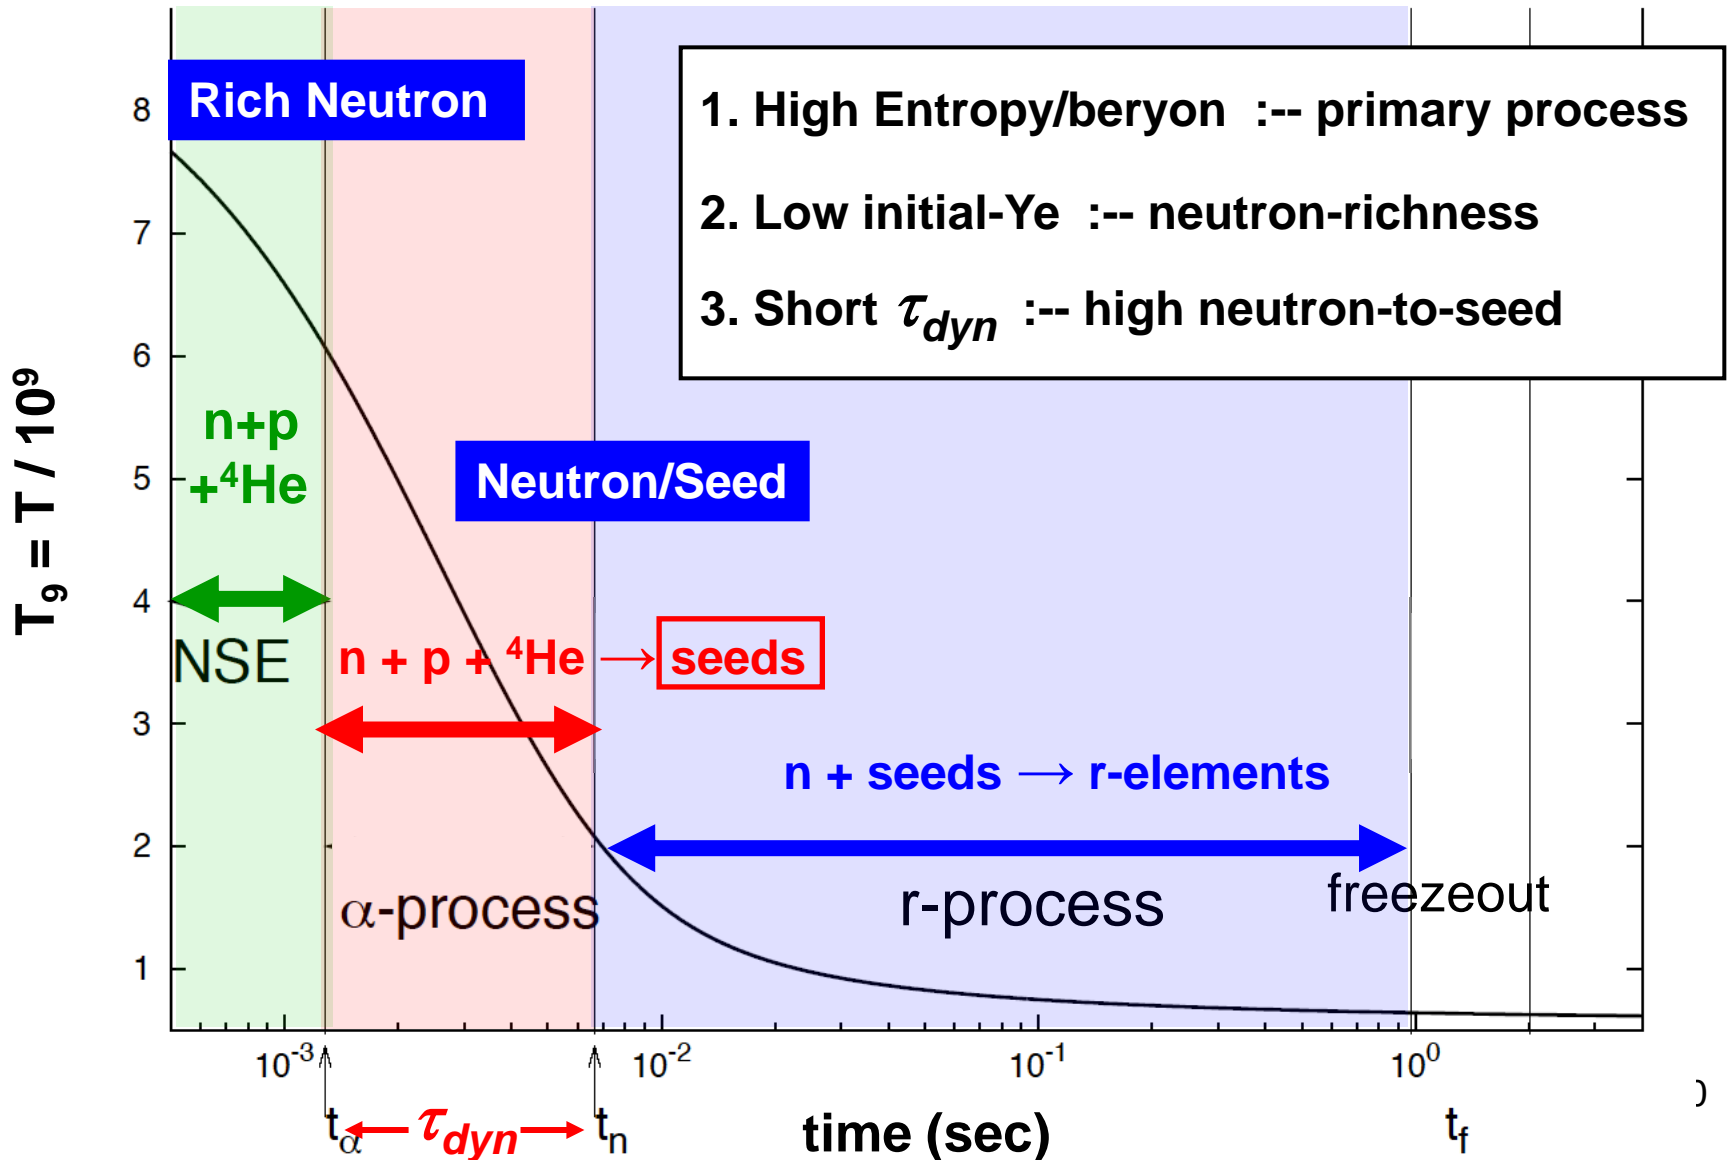 Rich Neutron
1. High Entropy/beryon :-- primary process
2. Low initial-Ye :-- neutron-richness
3. Short τdyn :-- high neutron-to-seed
8
7
6
5
4
3
2
1
T9 = T / 10⁹
n+p
+⁴He
Neutron/Seed
NSE
n + p + ⁴He → seeds
n + seeds → r-elements
α-process
r-process
freezeout
10⁻³
10⁻²
10⁻¹
10⁰
tα
τdyn
tn
time (sec)
tf